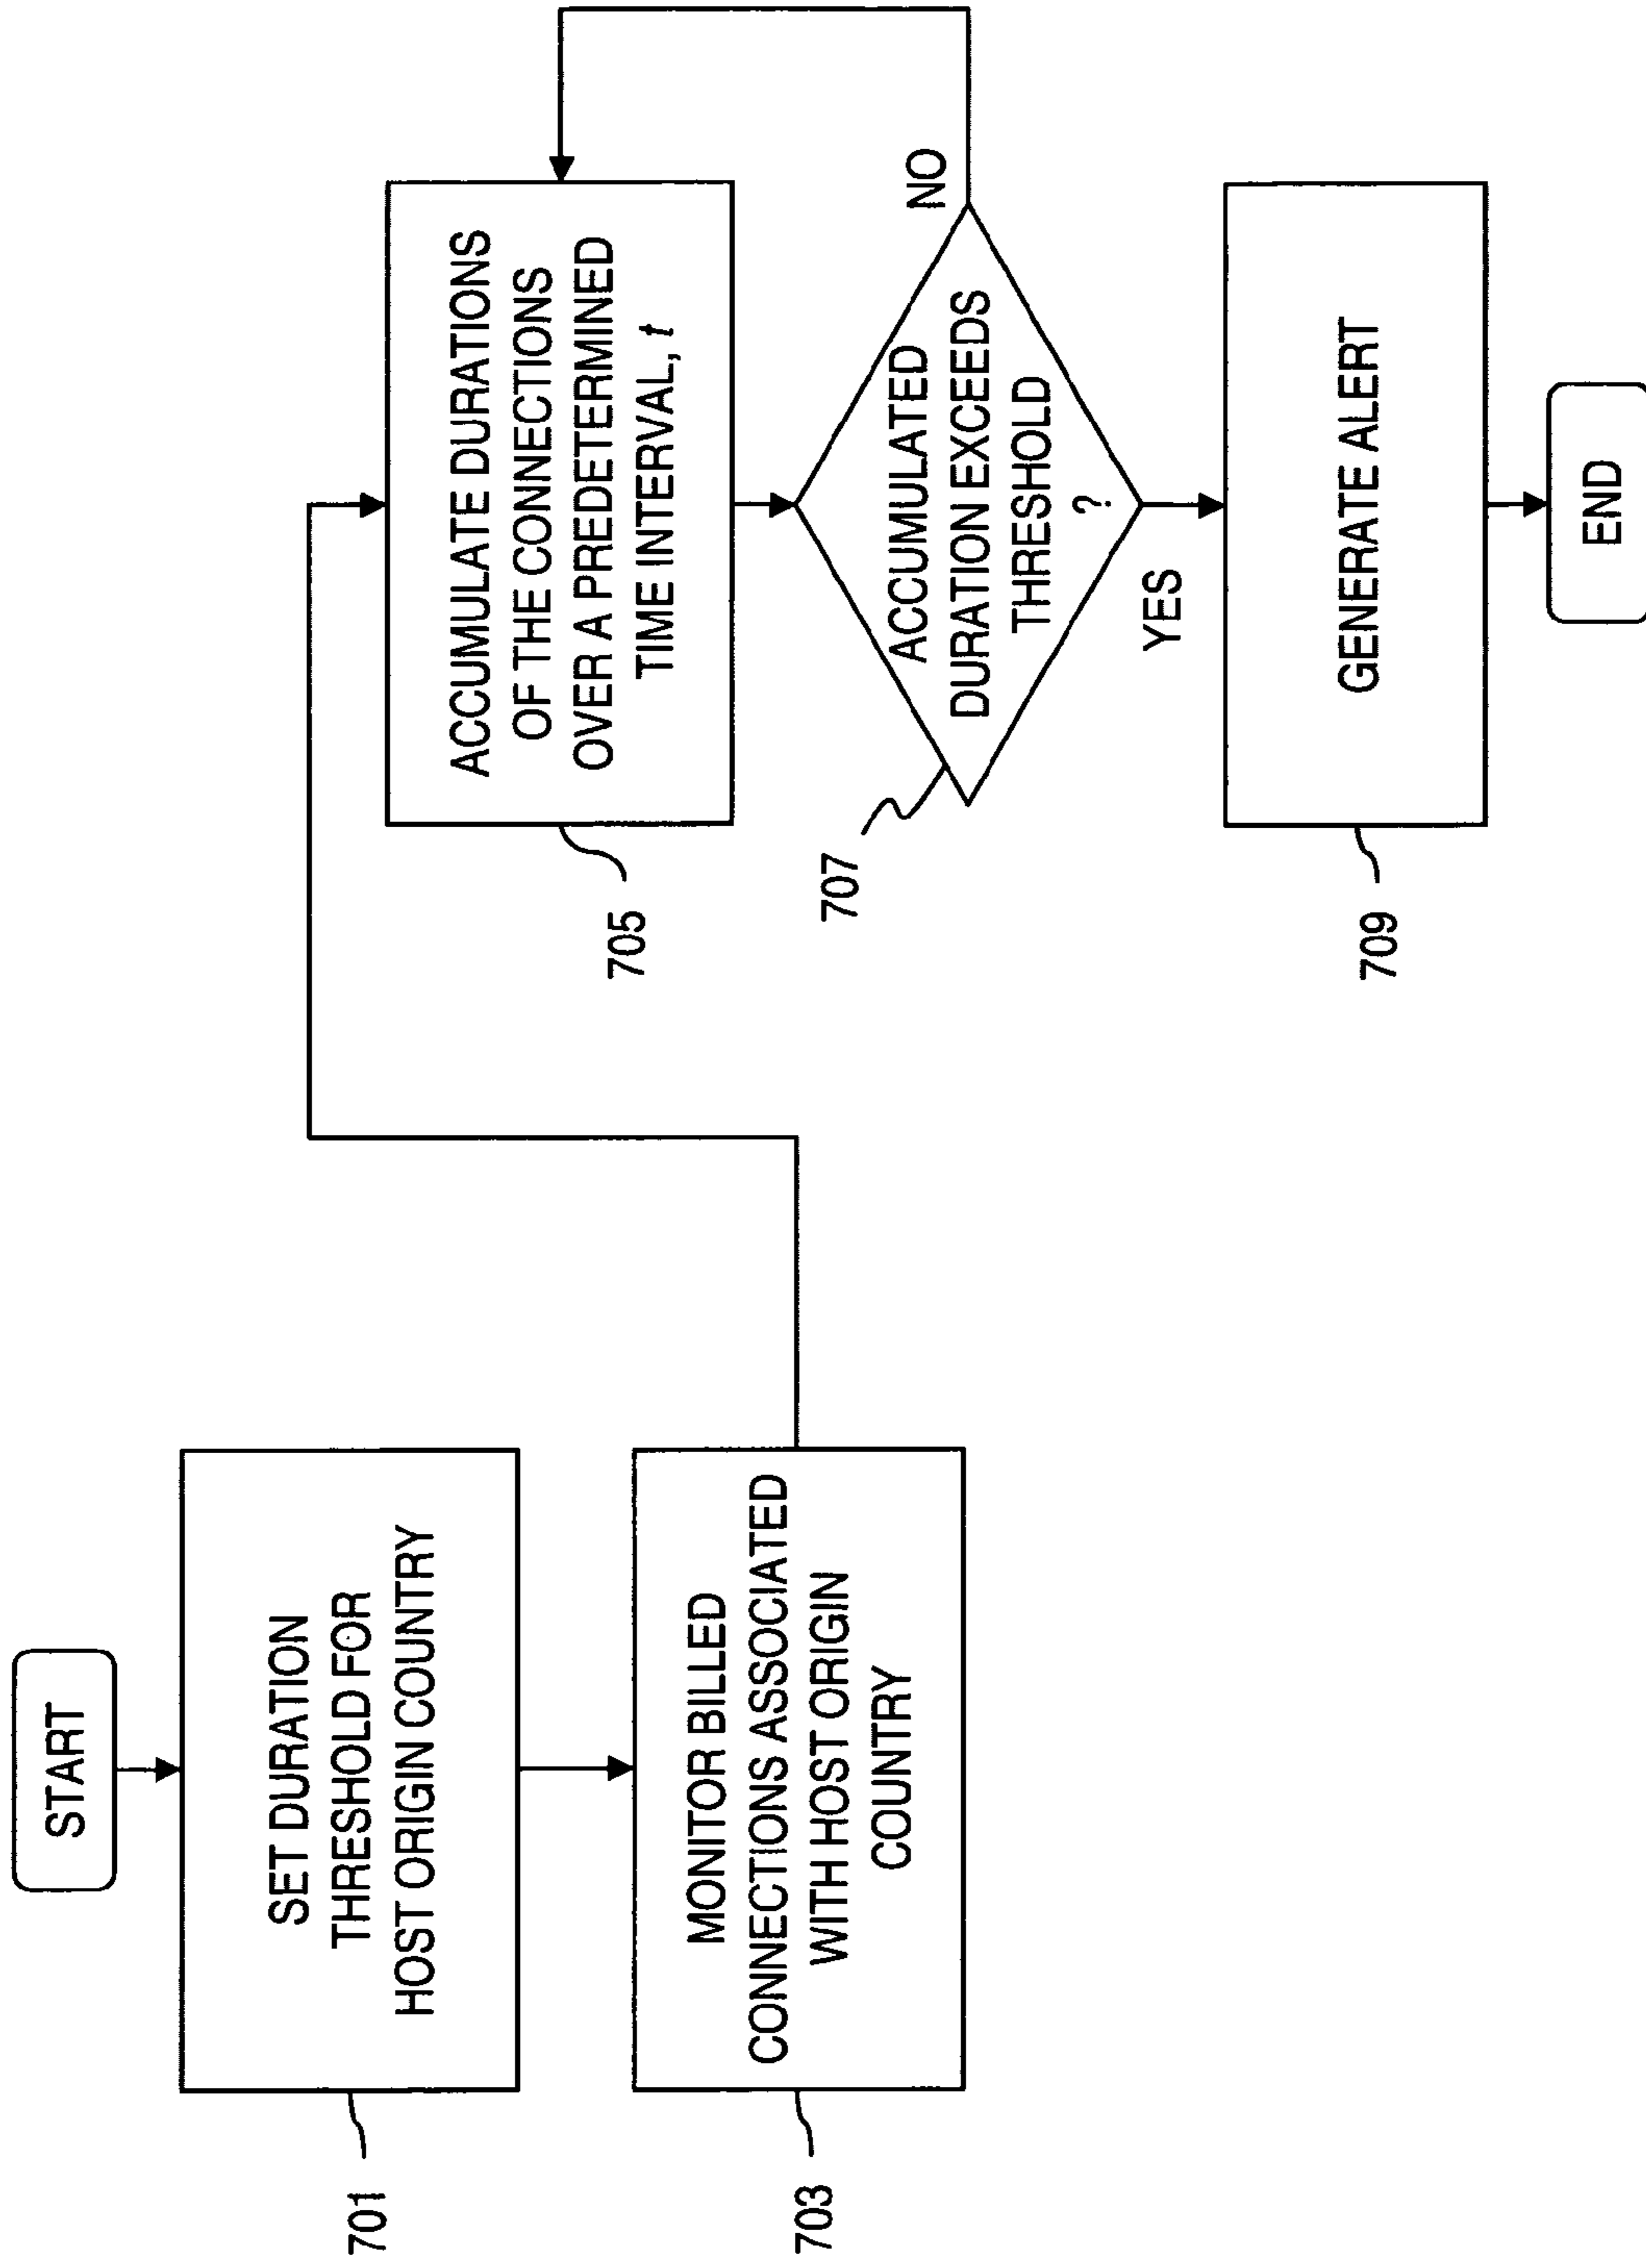 START
SET DURATION
THRESHOLD FOR
HOST ORIGIN COUNTRY
701
MONITOR BILLED
CONNECTIONS ASSOCIATED
WITH HOST ORIGIN
COUNTRY
703
ACCUMULATE DURATIONS
OF THE CONNECTIONS
OVER A PREDETERMINED
TIME INTERVAL, t
705
ACCUMULATED
DURATION EXCEEDS
THRESHOLD
?
707
NO
YES
GENERATE ALERT
709
END